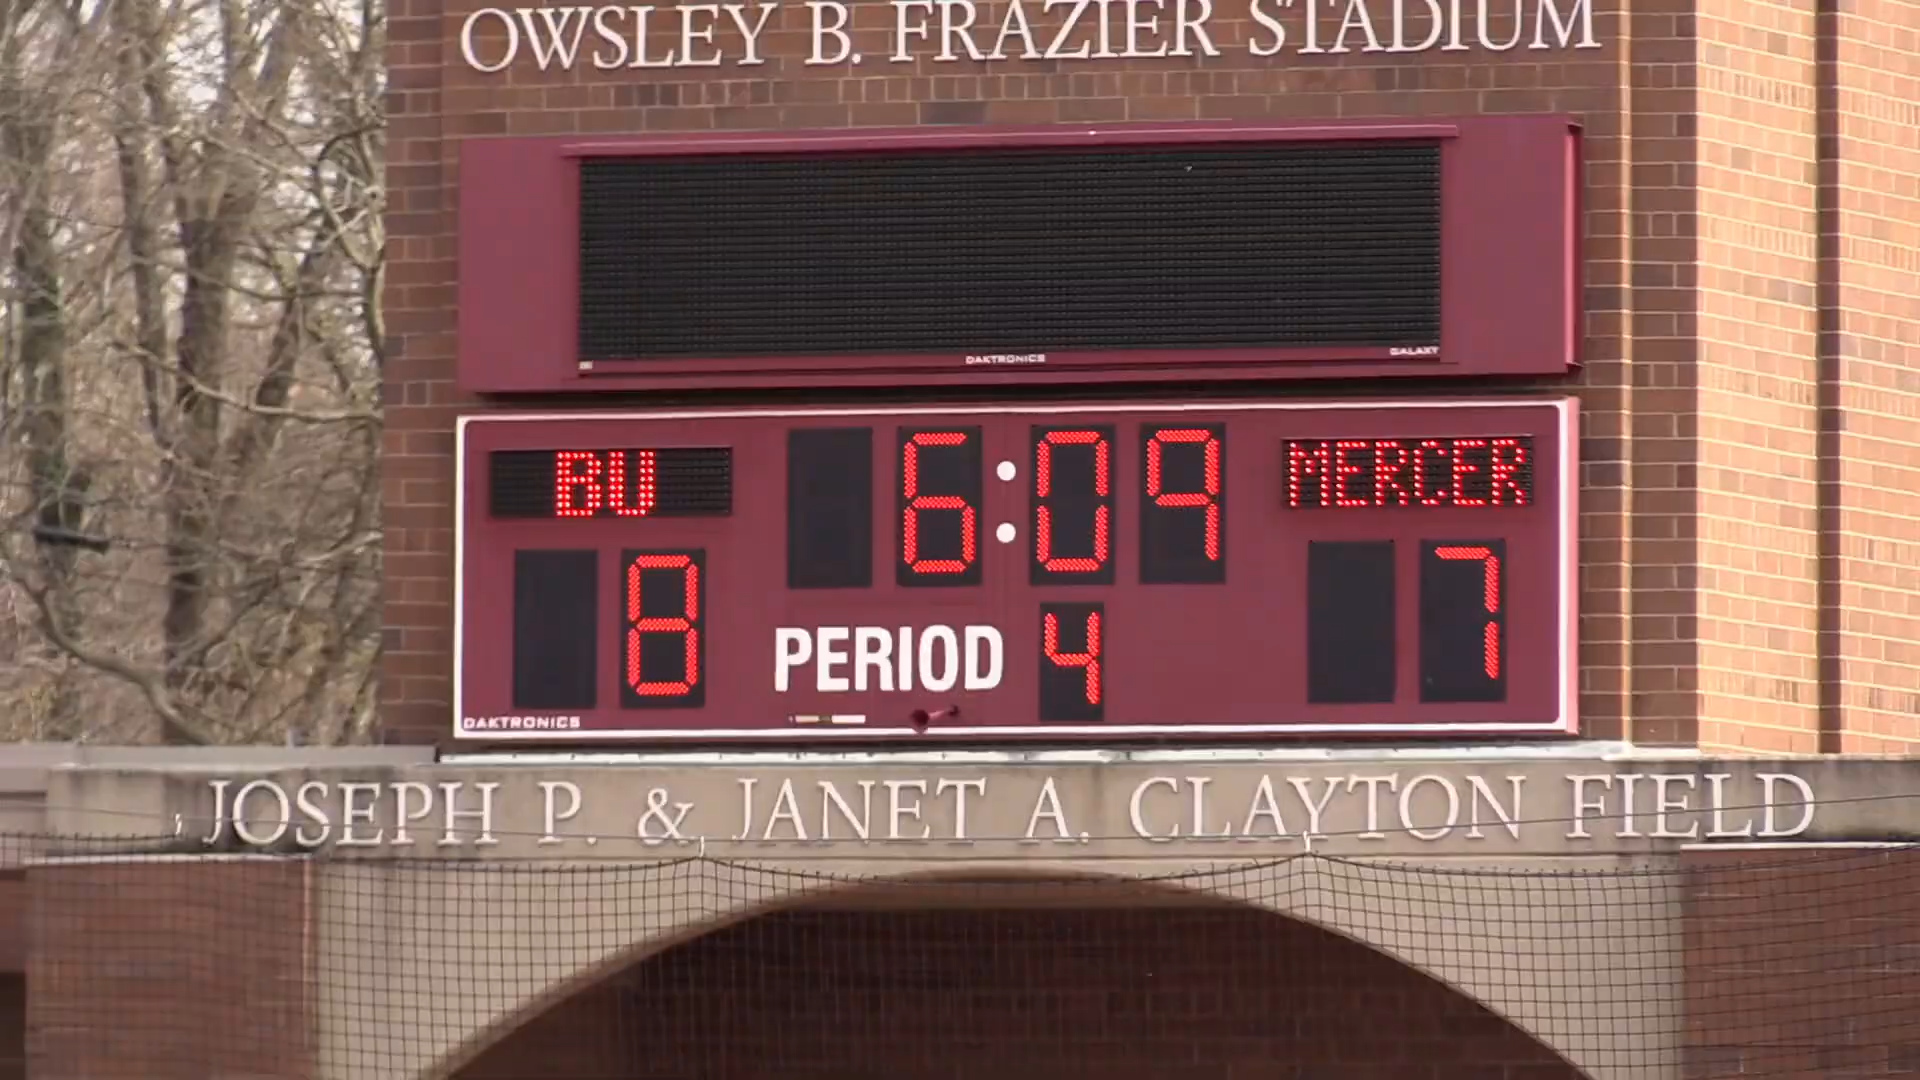 OWSLEY B. FRAZIER STADIUM
DAKTRONICS
GALAXY
BU
6:09
MERCER
8
PERIOD 4
7
DAKTRONICS
JOSEPH P. & JANET A. CLAYTON FIELD